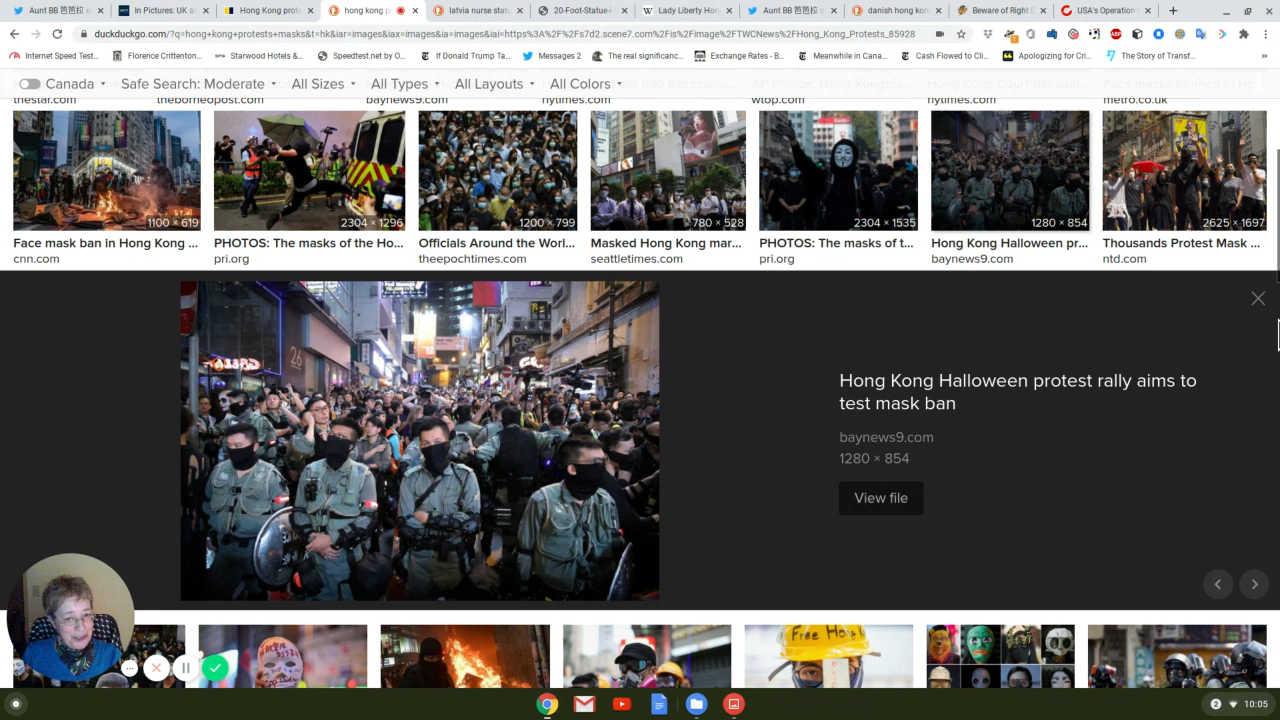 Aunt BB 芭芭拉 o
In Pictures: UK a
Hong Kong prote
hong kong p
latvia nurse stat
20-Foot-Statue-
Lady Liberty Hon
Aunt BB 芭芭拉 o
danish hong kon
Beware of Right D
USA's Operation
duckduckgo.com/?q=hong+kong+protests+masks&t=hk&iar=images&iax=images&ia=images&iai=https%3A%2F%2Fs7d2.scene7.com%2Fis%2Fimage%2FTWCNews%2FHong_Kong_Protests_85928
Internet Speed Test...
Florence Crittenton...
Starwood Hotels &...
Speedtest.net by O...
If Donald Trump Ta...
Messages
The real significanc...
Exchange Rates - B...
Meanwhile in Cana...
Cash Flowed to Cli...
Apologizing for Cri...
The Story of Transf...
»
Canada
Safe Search: Moderate
All Sizes
All Types
All Layouts
All Colors
thestar.com
theborneopost.com
baynews9.com
nytimes.com
wtop.com
nytimes.com
metro.co.uk
1100 × 619
2304 × 1296
1200 × 799
780 × 528
2304 × 1535
1280 × 854
2625 × 1697
Face mask ban in Hong Kong ...
PHOTOS: The masks of the Ho...
Officials Around the Worl...
Masked Hong Kong mar...
PHOTOS: The masks of t...
Hong Kong Halloween pr...
Thousands Protest Mask ...
cnn.com
pri.org
theepochtimes.com
seattletimes.com
pri.org
baynews9.com
ntd.com
26
Hong Kong Halloween protest rally aims to
test mask ban
baynews9.com
1280 × 854
View file
Free Ho
2
10:05